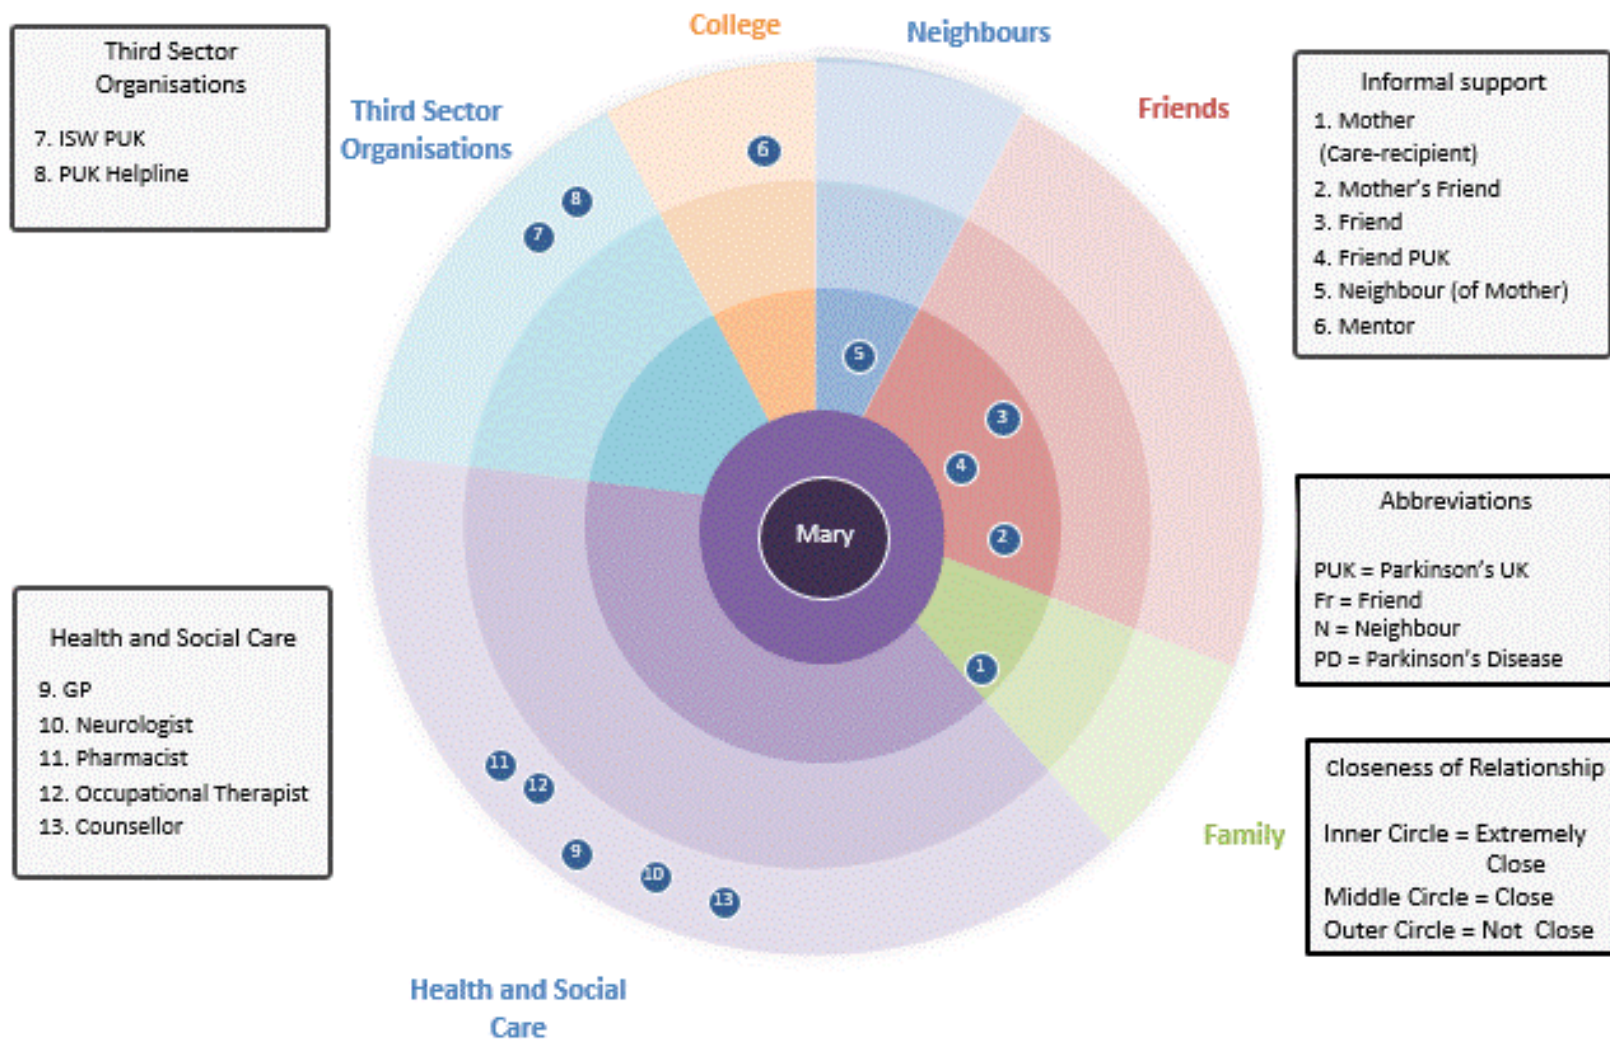 College
Neighbours
Friends
Third Sector
Organisations
Third Sector
Organisations
7. ISW PUK
8. PUK Helpline
Informal support
1. Mother
(Care-recipient)
2. Mother's Friend
3. Friend
4. Friend PUK
5. Neighbour (of Mother)
6. Mentor
6
8
7
5
3
4
2
Mary
1
11
12
9
10
13
Abbreviations
PUK = Parkinson's UK
Fr = Friend
N = Neighbour
PD = Parkinson's Disease
Health and Social Care
9. GP
10. Neurologist
11. Pharmacist
12. Occupational Therapist
13. Counsellor
Family
Closeness of Relationship
Inner Circle = Extremely
Close
Middle Circle = Close
Outer Circle = Not Close
Health and Social
Care